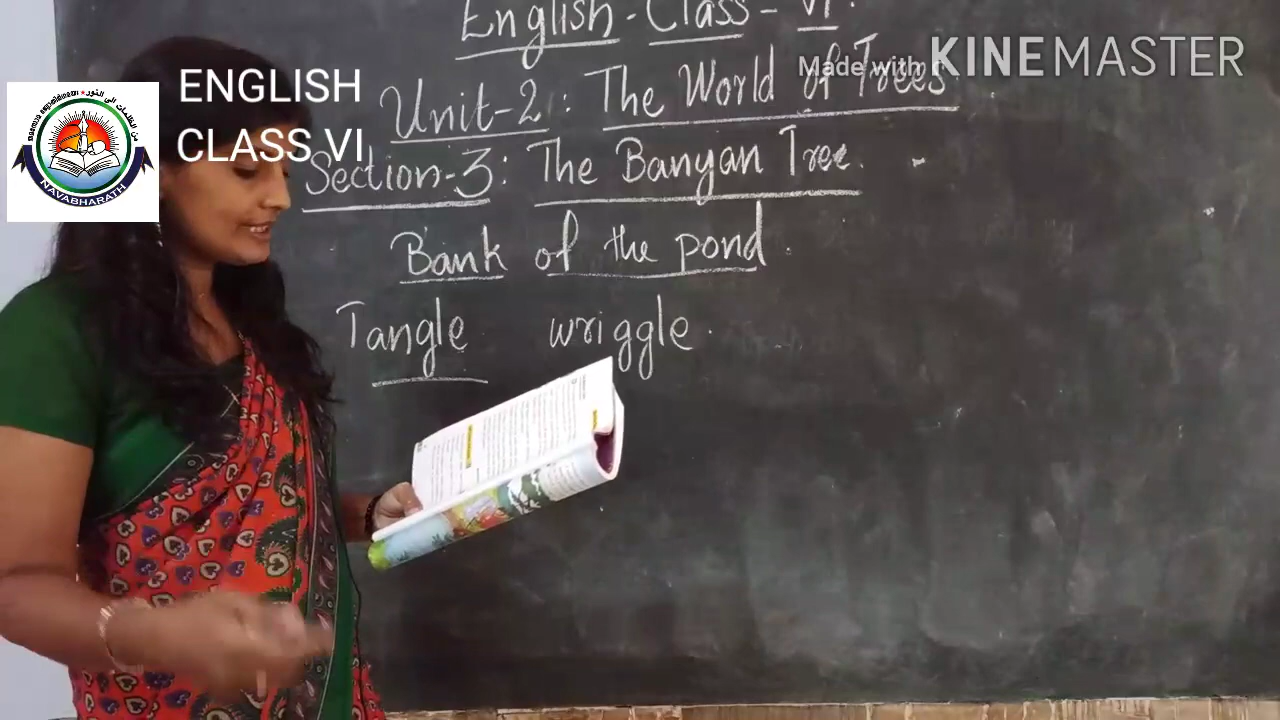 English - Class - VI.
Made with KINEMASTER
ENGLISH
CLASS VI
Unit-2 : The World of Trees
Section-3 : The Banyan Tree.
Bank of the pond.
Tangle wriggle.
NAVABHARATH